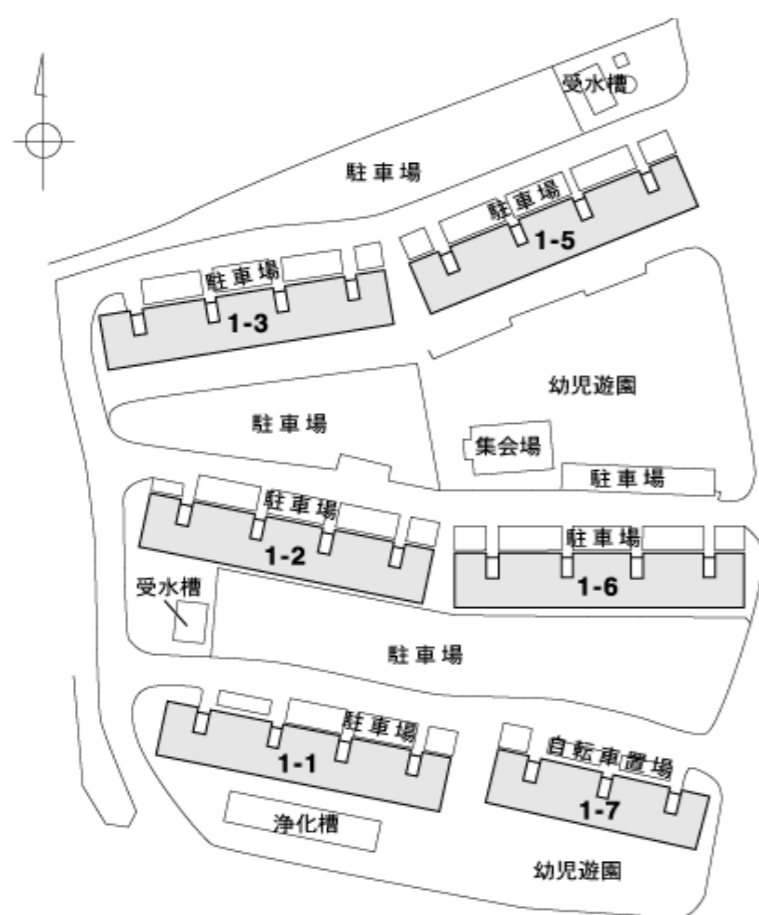 受水槽
駐車場
駐車場
1-5
駐車場
1-3
幼児遊園
駐車場
集会場
駐車場
駐車場
1-2
駐車場
1-6
受水槽
駐車場
駐車場
1-1
自転車置場
1-7
浄化槽
幼児遊園